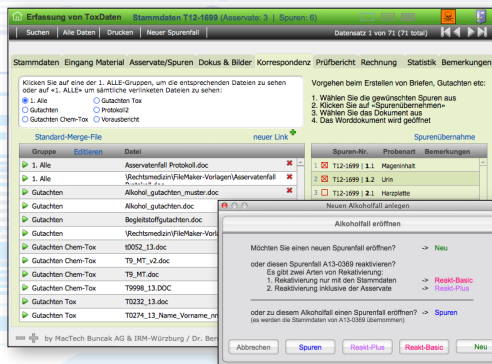 Erfassung von ToxDaten Stammdaten T12-1699 (Asservate: 3 | Spuren: 6)
Suchen | Alle Daten | Drucken | Neuer Spurenfall | Datensatz 1 von 71 (71 total)
Stammdaten Eingang Material Asservate/Spuren Dokus & Bilder Korrespondenz Prüfbericht Rechnung Statistik Bemerkungen
Klicken Sie auf eine der 1. ALLE-Gruppen, um die entsprechenden Dateien zu sehen
oder auf «1. ALLE» um sämtliche verlinketen Dateien zu sehen:
1. Alle Gutachten Tox
Gutachten Protokoll2
Gutachten Chem-Tox Vorausbericht
Vorgehen beim Erstellen von Briefen, Gutachten etc:
1. Wählen Sie die gewünschten Spuren aus
2. Klicken Sie auf «Spurenübernehmen»
3. Wählen Sie das Dokument aus
4. Das Worddokument wird geöffnet
Standard-Merge-File neuer Link
Spurenübernahme
Gruppe Editieren Datei
1. Alle Asservatenfall Protokoll.doc
1. Alle \Rechtsmedizin\FileMaker-Vorlagen\Asservatenfall
Gutachten Alkohol_gutachten_muster.doc
Gutachten Alkohol_gutachten.doc
Gutachten Begleitstoffgutachten.doc
Gutachten
Gutachten Chem-Tox t0052_13.doc
Gutachten Chem-Tox T9_MT_v2.doc
Gutachten Chem-Tox T9_MT.doc
Gutachten Chem-Tox T9998_13.DOC
Gutachten Tox T0232_13.doc
Gutachten Tox
by MacTech Buncak AG & IRM-Würzburg / Dr.
Spuren-Nr. Probenart Bemerkungen
1 T12-1699 | 1.1 Mageninhalt
2 T12-1699 | 1.2 Urin
3 T12-1699 | 1.3 Harzplatte
Neuen Alkoholfall anlegen
Alkoholfall eröffnen
Möchten Sie einen neuen Spurenfall eröffnen? -> Neu
oder diesen Spurenfall A13-0369 reaktivieren?
Es gibt zwei Arten von Rekativierung:
1. Rekativierung nur mit den Stammdaten -> Reakt-Basic
2. Reaktivierung inklusive der Asservate -> Reakt-Plus
oder zu diesem Alkoholfall einen Spurenfall eröffnen? -> Spuren
(es werden die Stammdaten von A13-0369 übernommen)
Abbrechen Spuren Reakt-Plus Reakt-Basic Neu